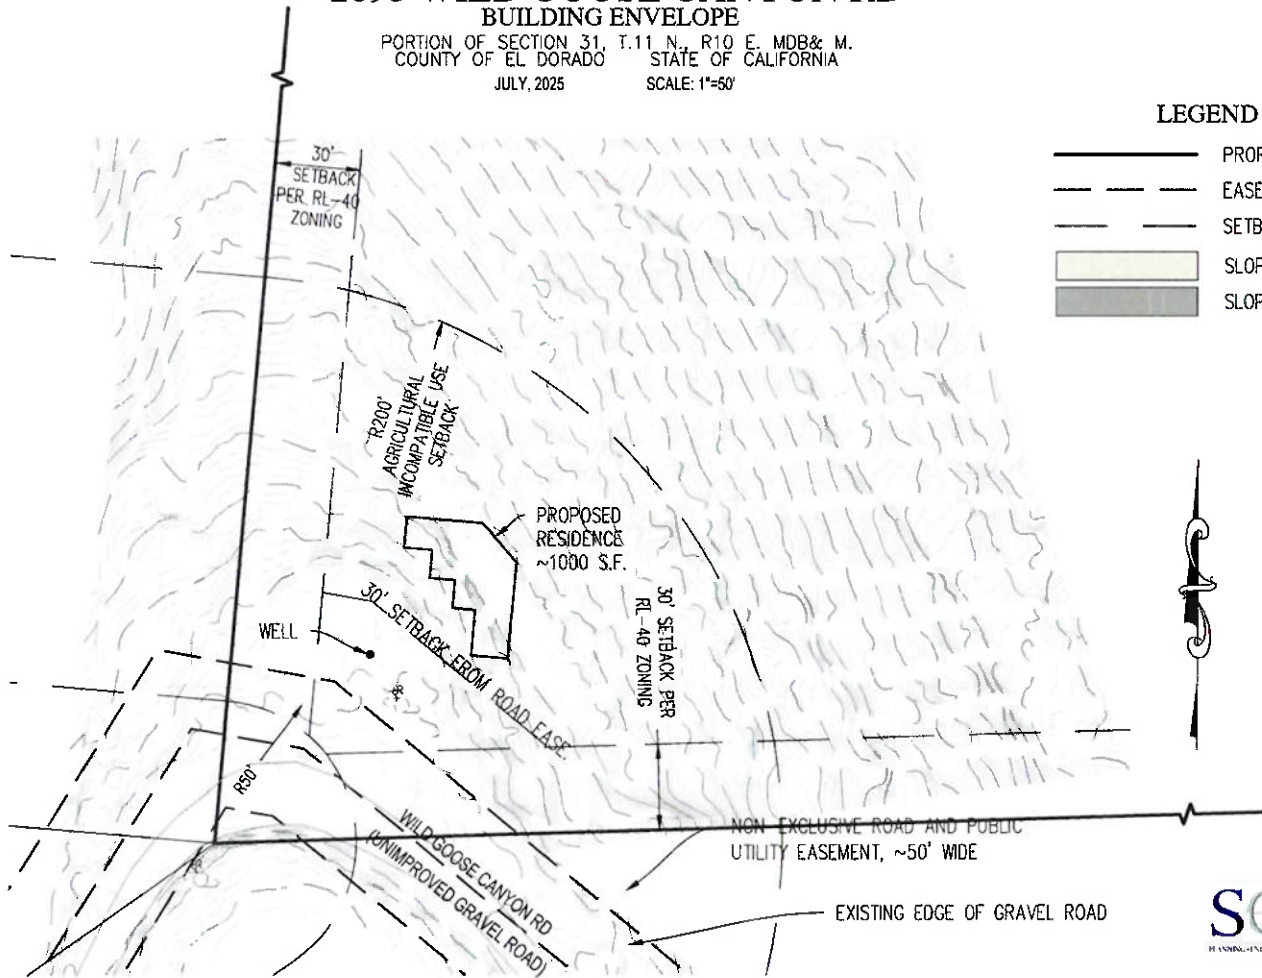 BUILDING ENVELOPE
PORTION OF SECTION 31, T.11 N., R10 E. MDB& M.
COUNTY OF EL DORADO STATE OF CALIFORNIA
JULY, 2025 SCALE: 1"=50'
LEGEND
30'
SETBACK
PER RL-40
ZONING
R200'
AGRICULTURAL
INCOMPATIBLE USE
SETBACK
PROPOSED
RESIDENCE
~1000 S.F.
30' SETBACK FROM ROAD EASE.
WELL
30' SETBACK PER
RL-40 ZONING
R50'
WILD GOOSE CANYON RD
(UNIMPROVED GRAVEL ROAD)
NON EXCLUSIVE ROAD AND PUBLIC
UTILITY EASEMENT, ~50' WIDE
EXISTING EDGE OF GRAVEL ROAD